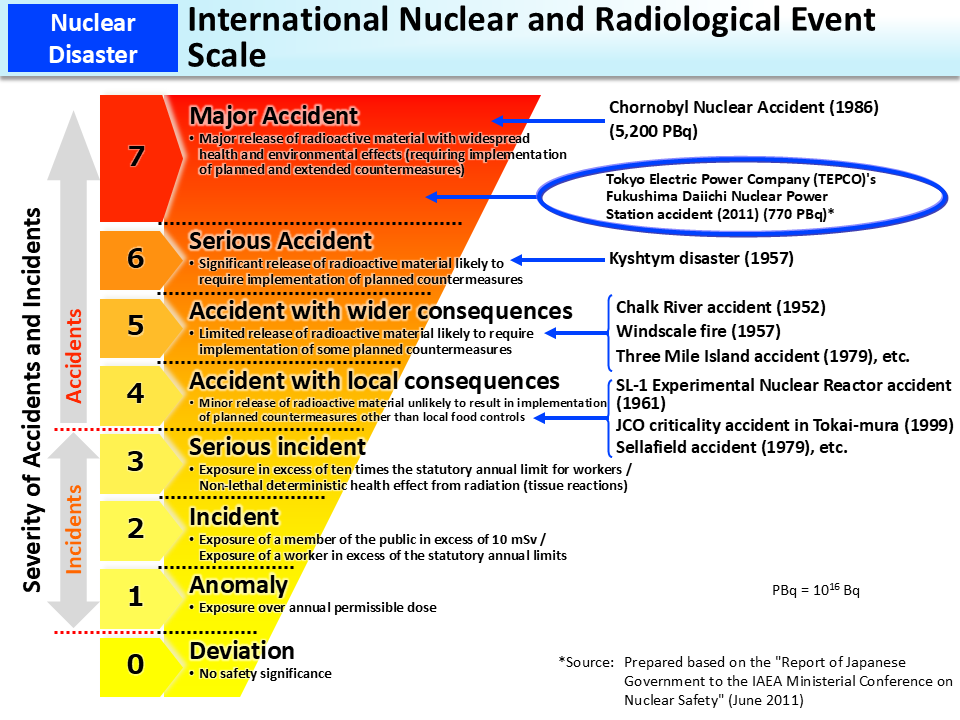 Nuclear
Disaster
International Nuclear and Radiological Event
Scale
Severity of Accidents and Incidents
Accidents
Incidents
7
Major Accident
• Major release of radioactive material with widespread
health and environmental effects (requiring implementation
of planned and extended countermeasures)
Chornobyl Nuclear Accident (1986)
(5,200 PBq)
Tokyo Electric Power Company (TEPCO)'s
Fukushima Daiichi Nuclear Power
Station accident (2011) (770 PBq)*
6
Serious Accident
• Significant release of radioactive material likely to
require implementation of planned countermeasures
Kyshtym disaster (1957)
5
Accident with wider consequences
• Limited release of radioactive material likely to require
implementation of some planned countermeasures
Chalk River accident (1952)
Windscale fire (1957)
Three Mile Island accident (1979), etc.
4
Accident with local consequences
• Minor release of radioactive material unlikely to result in implementation
of planned countermeasures other than local food controls
SL-1 Experimental Nuclear Reactor accident
(1961)
JCO criticality accident in Tokai-mura (1999)
Sellafield accident (1979), etc.
3
Serious incident
• Exposure in excess of ten times the statutory annual limit for workers /
Non-lethal deterministic health effect from radiation (tissue reactions)
2
Incident
• Exposure of a member of the public in excess of 10 mSv /
Exposure of a worker in excess of the statutory annual limits
1
Anomaly
• Exposure over annual permissible dose
PBq = 10¹⁶ Bq
0
Deviation
• No safety significance
*Source: Prepared based on the "Report of Japanese
Government to the IAEA Ministerial Conference on
Nuclear Safety" (June 2011)